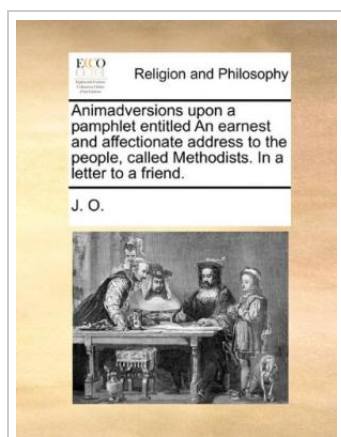 ECCO
Religion and Philosophy
Animadversions upon a
pamphlet entitled An earnest
and affectionate address to the
people, called Methodists. In a
letter to a friend.
J. O.